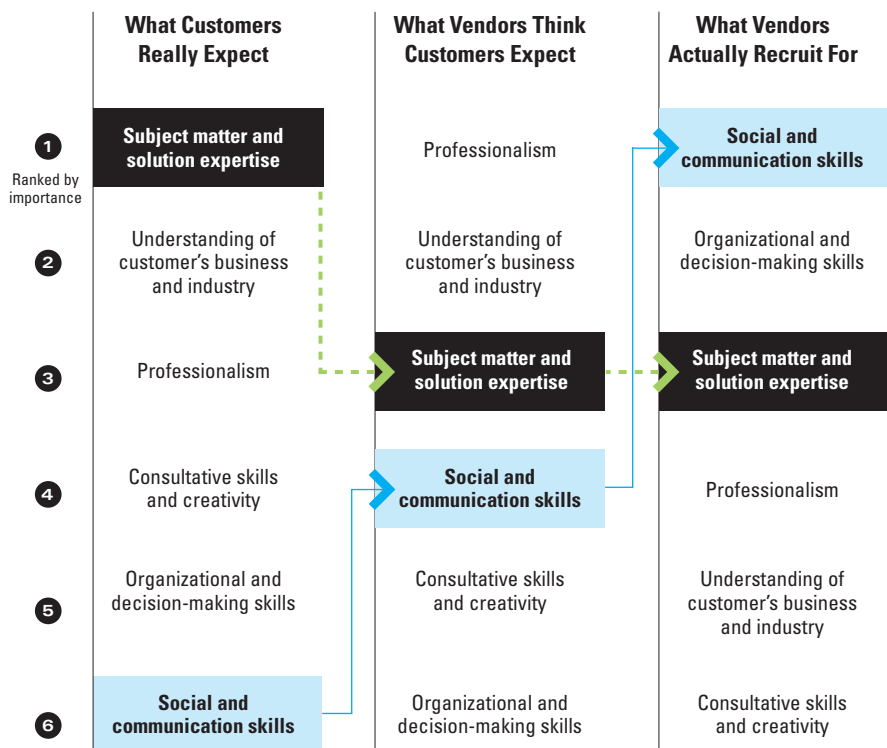 What Customers
Really Expect
What Vendors Think
Customers Expect
What Vendors
Actually Recruit For
1
Ranked by
importance
Subject matter and
solution expertise
Professionalism
Social and
communication skills
2
Understanding of
customer's business
and industry
Understanding of
customer's business
and industry
Organizational and
decision-making skills
3
Professionalism
Subject matter and
solution expertise
Subject matter and
solution expertise
4
Consultative skills
and creativity
Social and
communication skills
Professionalism
5
Organizational and
decision-making skills
Consultative skills
and creativity
Understanding of
customer's business
and industry
6
Social and
communication skills
Organizational and
decision-making skills
Consultative skills
and creativity